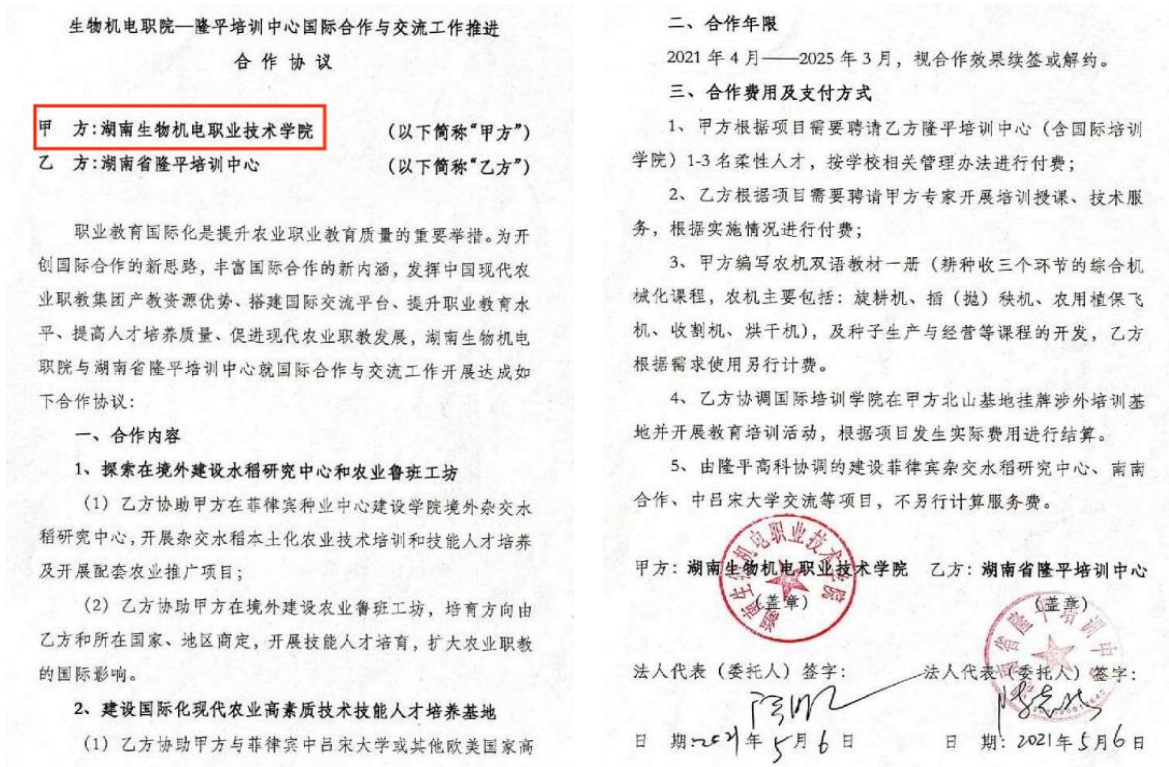 生物机电职院—隆平培训中心国际合作与交流工作推进
合作协议
甲 方:湖南生物机电职业技术学院 (以下简称“甲方”)
乙 方:湖南省隆平培训中心 (以下简称“乙方”)
职业教育国际化是提升农业职业教育质量的重要举措。为开
创国际合作的新思路,丰富国际合作的新内涵,发挥中国现代农
业职教集团产教资源优势、搭建国际交流平台、提升职业教育水
平、提高人才培养质量、促进现代农业职教发展,湖南生物机电
职院与湖南省隆平培训中心就国际合作与交流工作开展达成如
下合作协议:
一、合作内容
1、探索在境外建设水稻研究中心和农业鲁班工坊
(1)乙方协助甲方在菲律宾种业中心建设学院境外杂交水
稻研究中心,开展杂交水稻本土化农业技术培训和技能人才培养
及开展配套农业推广项目;
(2)乙方协助甲方在境外建设农业鲁班工坊,培育方向由
乙方和所在国家、地区商定,开展技能人才培育,扩大农业职教
的国际影响。
2、建设国际化现代农业高素质技术技能人才培养基地
(1)乙方协助甲方与菲律宾中吕宋大学或其他欧美国家高
二、合作年限
2021年4月——2025年3月,视合作效果续签或解约。
三、合作费用及支付方式
1、甲方根据项目需要聘请乙方隆平培训中心(含国际培训
学院)1-3名柔性人才,按学校相关管理办法进行付费;
2、乙方根据项目需要聘请甲方专家开展培训授课、技术服
务,根据实施情况进行付费;
3、甲方编写农机双语教材一册(耕种收三个环节的综合机
械化课程,农机主要包括:旋耕机、插(抛)秧机、农用植保飞
机、收割机、烘干机),及种子生产与经营等课程的开发,乙方
根据需求使用另行计费。
4、乙方协调国际培训学院在甲方北山基地挂牌涉外培训基
地并开展教育培训活动,根据项目发生实际费用进行结算。
5、由隆平高科协调的建设菲律宾杂交水稻研究中心、南南
合作、中吕宋大学交流等项目,不另行计算服务费。
甲方:湖南生物机电职业技术学院 乙方:湖南省隆平培训中心
(盖章) (盖章)
湖南生物机电职业技术学院
湖南省隆平培训中心
法人代表(委托人)签字: 法人代表(委托人)签字:
日 期:2021年5月6日 日 期:2021年5月6日